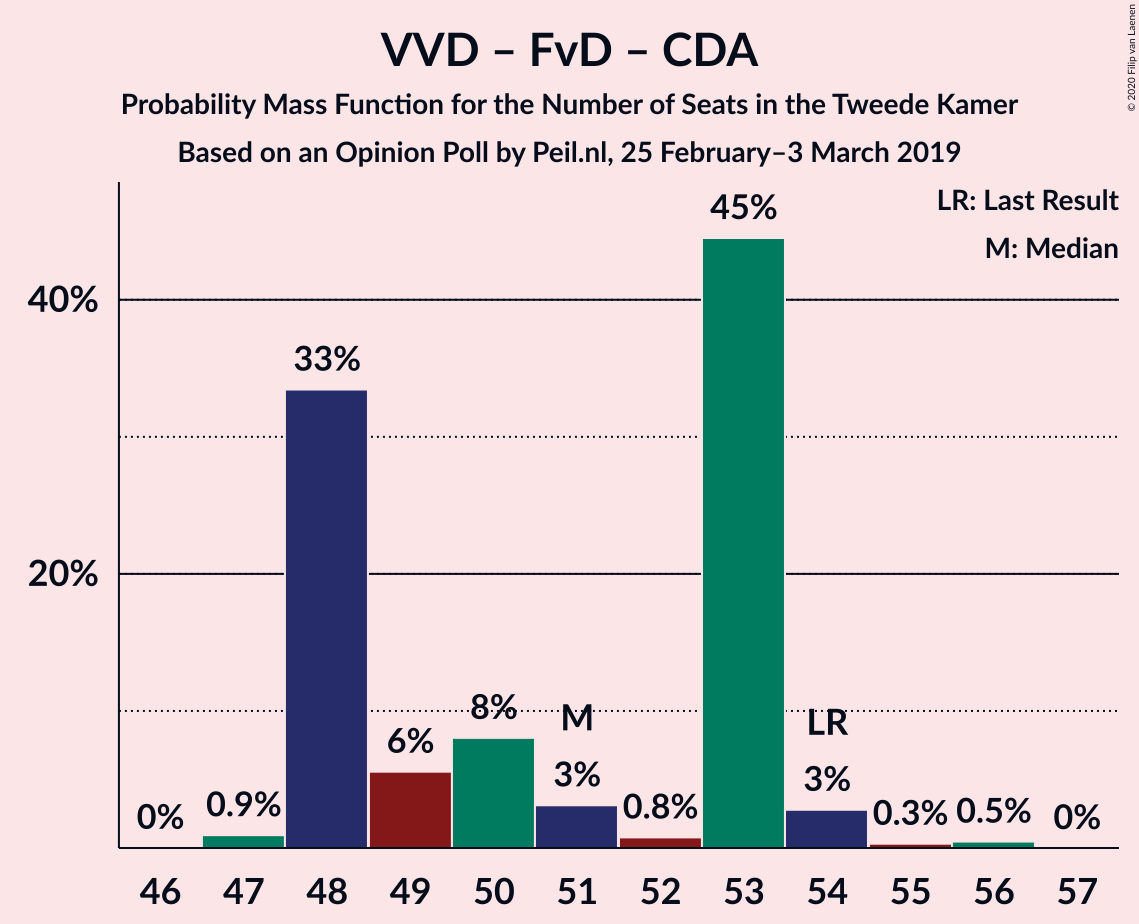 VVD – FvD – CDA
Probability Mass Function for the Number of Seats in the Tweede Kamer
Based on an Opinion Poll by Peil.nl, 25 February–3 March 2019
© 2020 Filip van Laenen
LR: Last Result
M: Median
45%
40%
33%
20%
8%
M
LR
6%
3%
3%
0%
0.9%
0.8%
0.3%
0.5%
0%
46 47 48 49 50 51 52 53 54 55 56 57